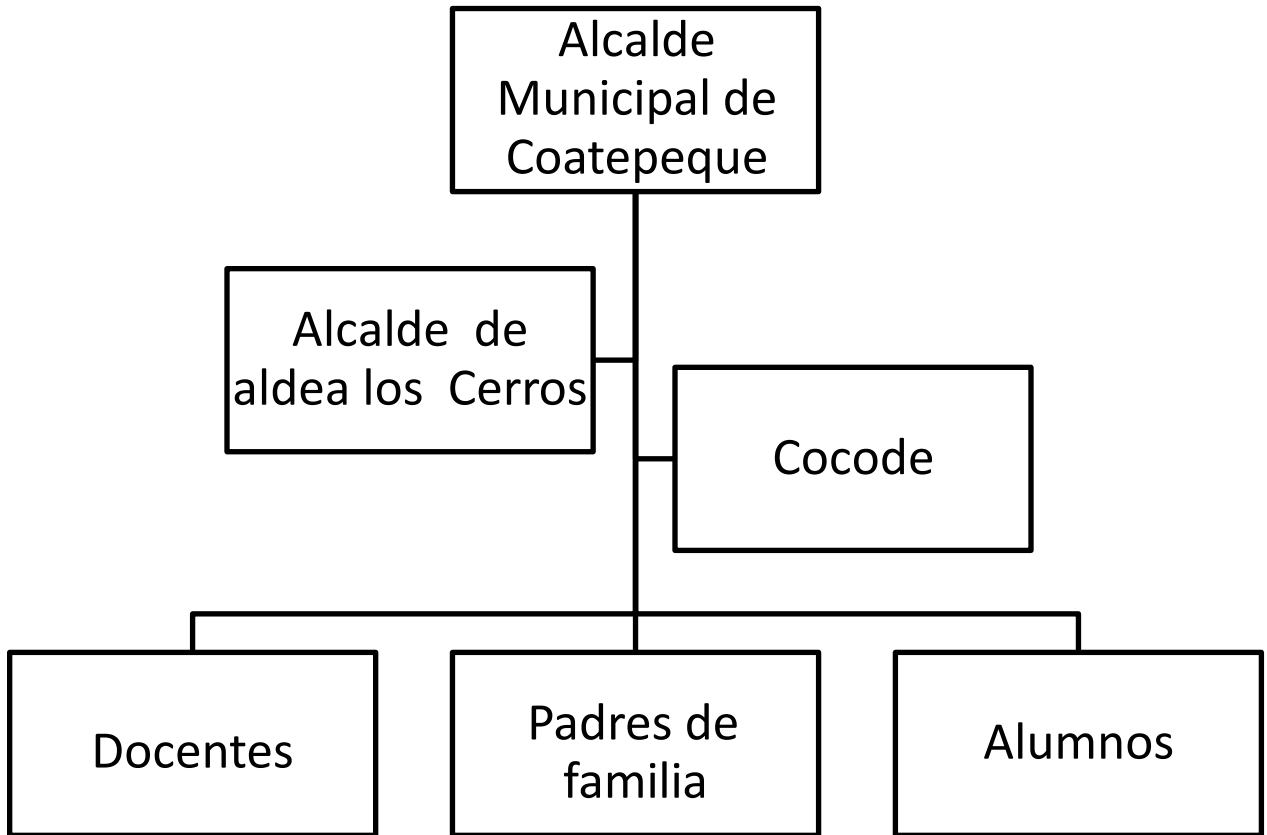 Alcalde
Municipal de
Coatepeque
Alcalde de
aldea los Cerros
Cocode
Docentes
Padres de
familia
Alumnos